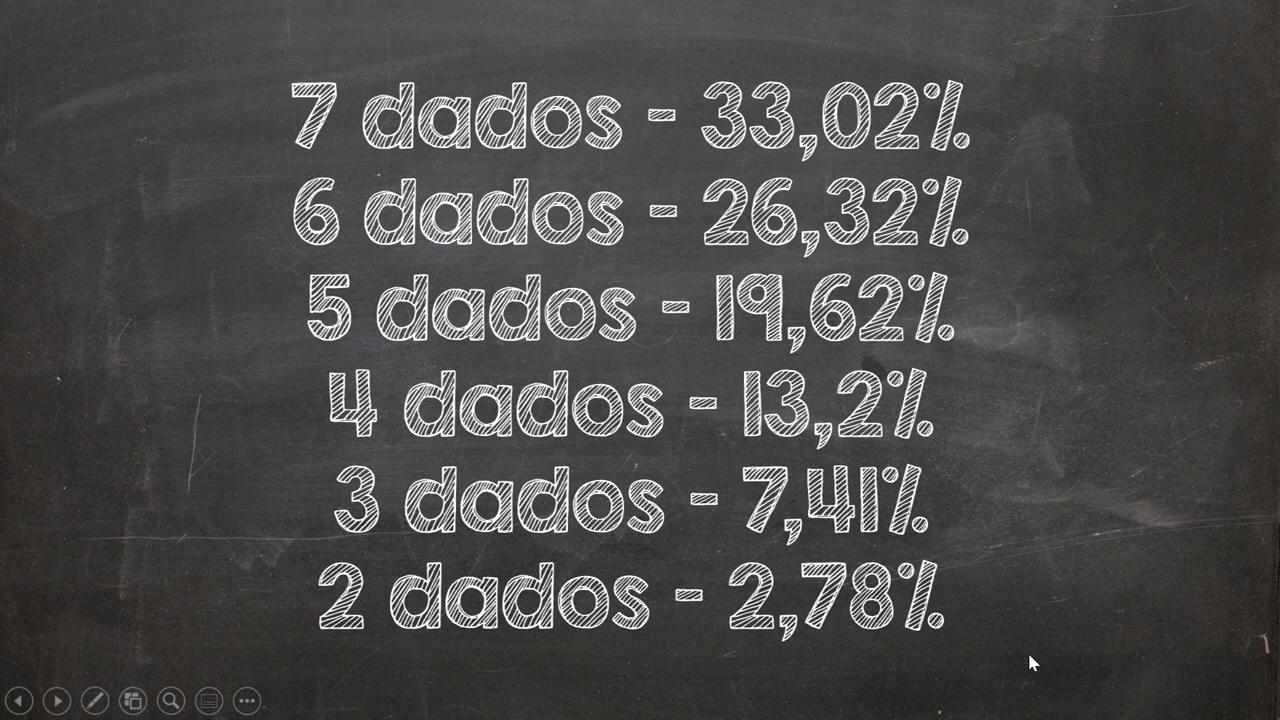 7 dados - 33,02%
6 dados - 26,32%
5 dados - 19,62%
4 dados - 13,2%
3 dados - 7,41%
2 dados - 2,78%